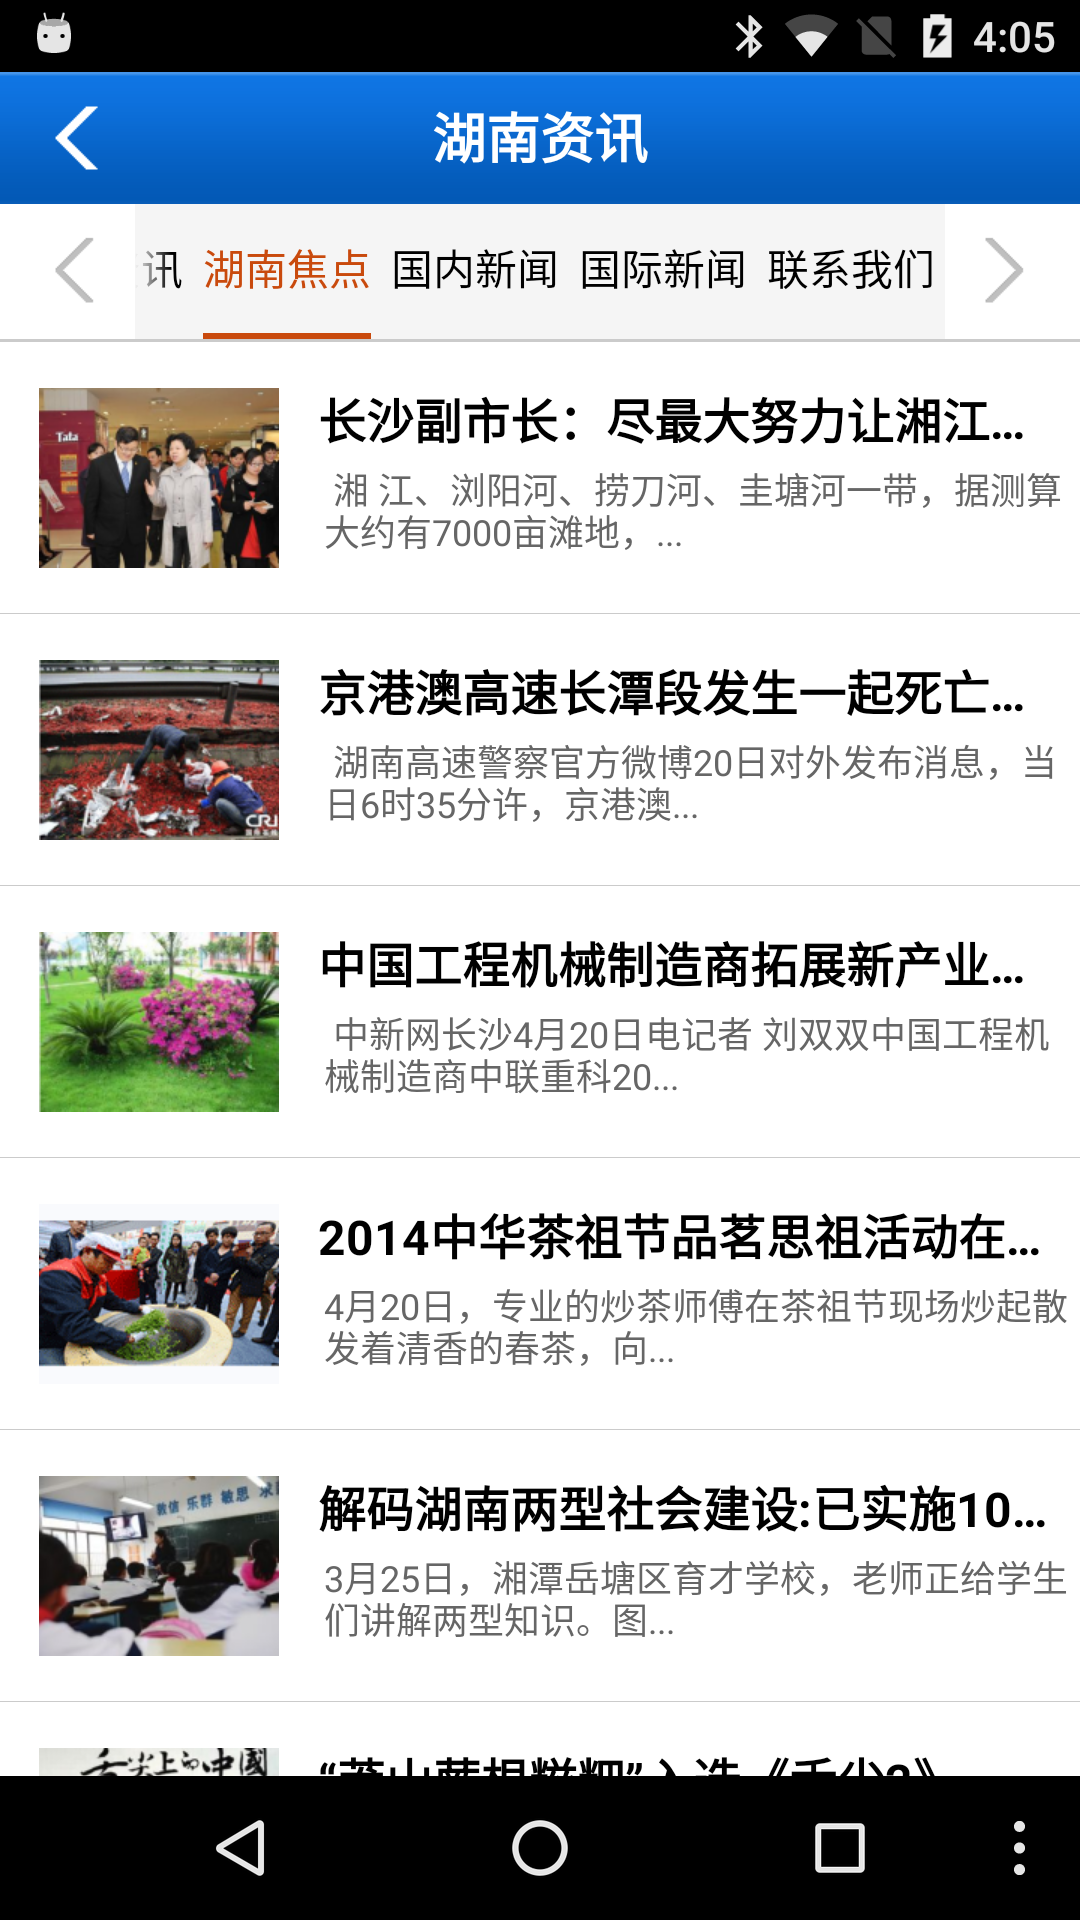 4:05
湖南资讯
讯 湖南焦点 国内新闻 国际新闻 联系我们
Tata
长沙副市长：尽最大努力让湘江...
湘 江、浏阳河、捞刀河、圭塘河一带，据测算
大约有7000亩滩地，...
京港澳高速长潭段发生一起死亡...
湖南高速警察官方微博20日对外发布消息，当
日6时35分许，京港澳...
CRI
中国工程机械制造商拓展新产业...
中新网长沙4月20日电记者 刘双双中国工程机
械制造商中联重科20...
2014中华茶祖节品茗思祖活动在...
4月20日，专业的炒茶师傅在茶祖节现场炒起散
发着清香的春茶，向...
敦信 乐群 敏思
解码湖南两型社会建设:已实施10...
3月25日，湘潭岳塘区育才学校，老师正给学生
们讲解两型知识。图...
舌尖上的中國